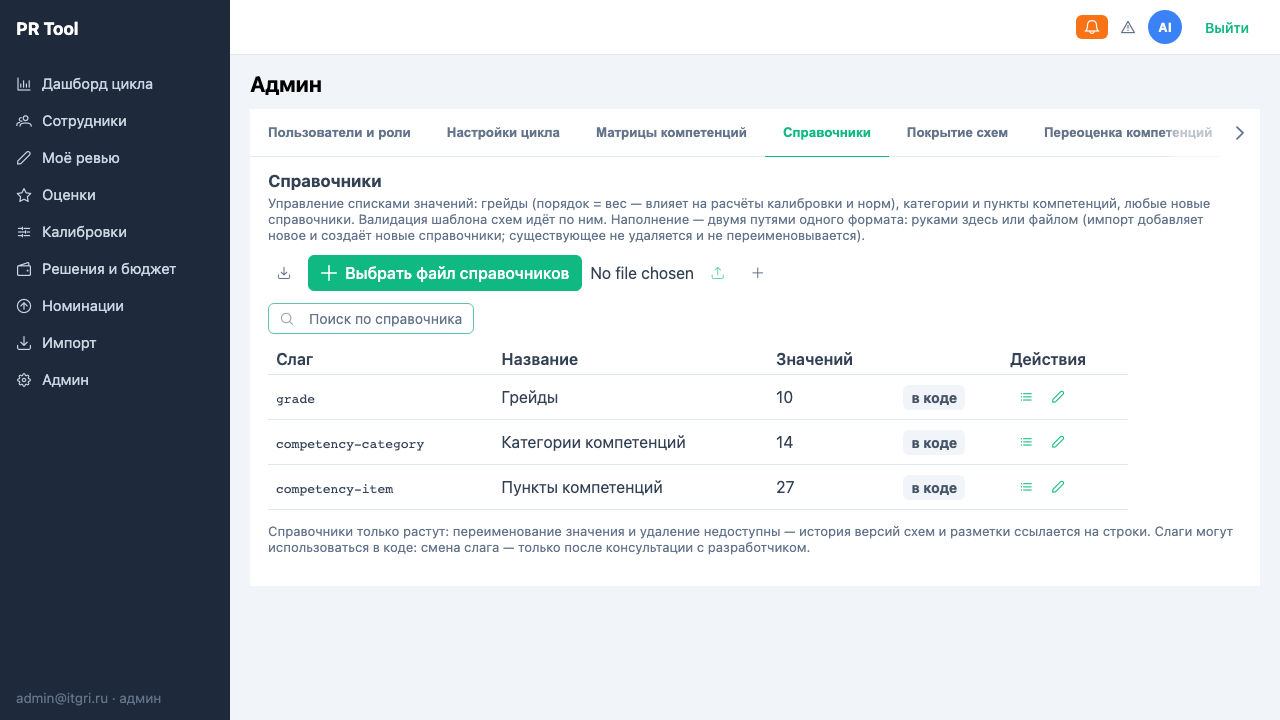 PR Tool
Дашборд цикла
Сотрудники
Моё ревью
Оценки
Калибровки
Решения и бюджет
Номинации
Импорт
Админ
admin@itgri.ru · админ
AI
Выйти
Админ
Пользователи и роли
Настройки цикла
Матрицы компетенций
Справочники
Покрытие схем
Переоценка компетенций
Справочники
Управление списками значений: грейды (порядок = вес — влияет на расчёты калибровки и норм), категории и пункты компетенций, любые новые
справочники. Валидация шаблона схем идёт по ним. Наполнение — двумя путями одного формата: руками здесь или файлом (импорт добавляет
новое и создаёт новые справочники; существующее не удаляется и не переименовывается).
Выбрать файл справочников No file chosen
Поиск по справочника
Слаг Название Значений Действия
grade Грейды 10 в коде
competency-category Категории компетенций 14 в коде
competency-item Пункты компетенций 27 в коде
Справочники только растут: переименование значения и удаление недоступны — история версий схем и разметки ссылается на строки. Слаги могут
использоваться в коде: смена слага — только после консультации с разработчиком.